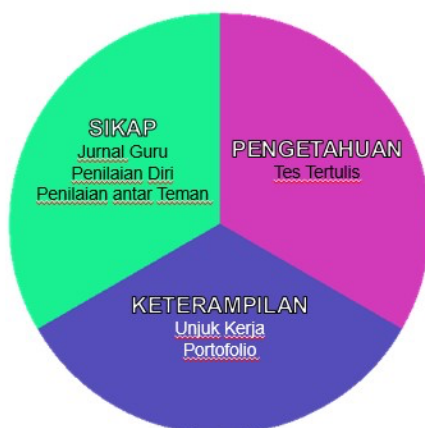 SIKAP
Jurnal Guru
Penilaian Diri
Penilaian antar Teman
PENGETAHUAN
Tes Tertulis
KETERAMPILAN
Unjuk Kerja
Portofolio